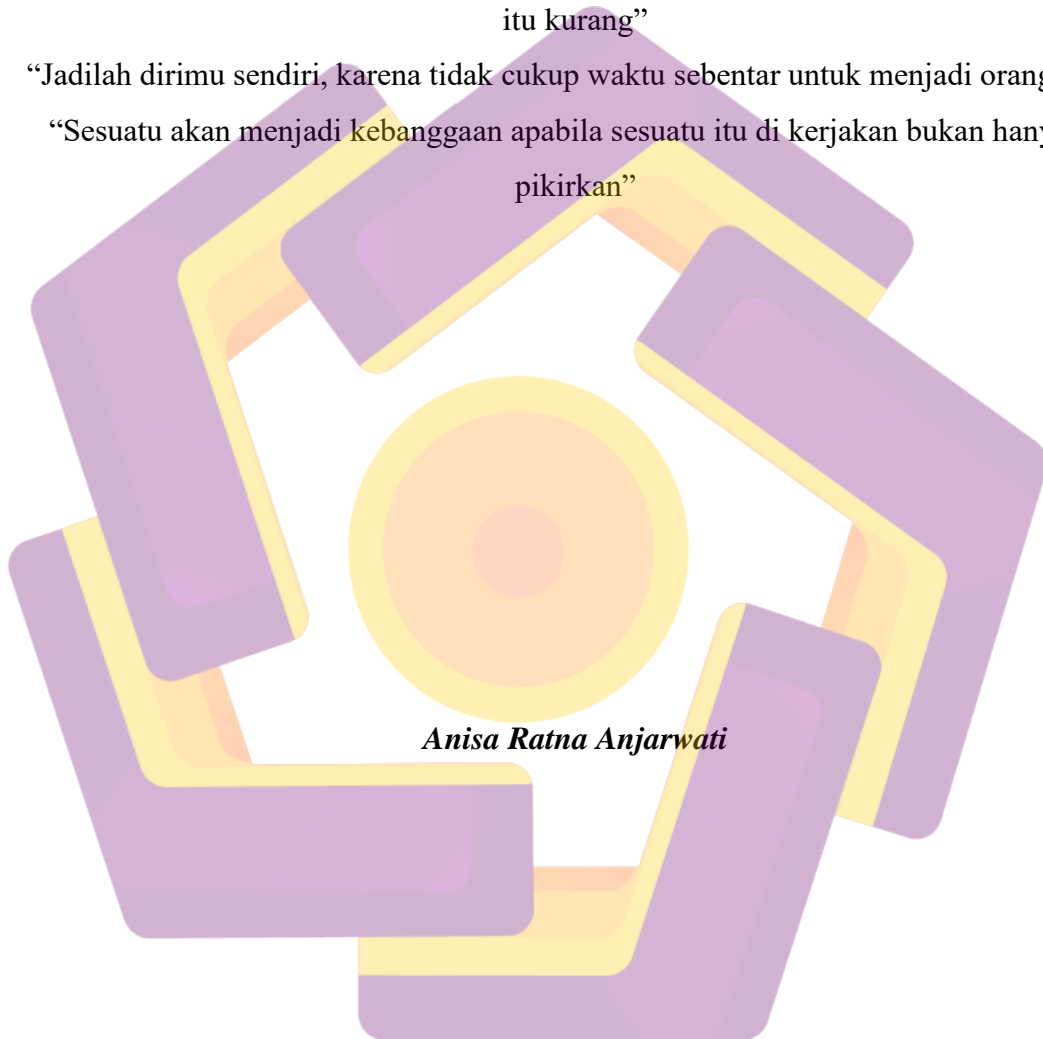 itu kurang”
“Jadilah dirimu sendiri, karena tidak cukup waktu sebentar untuk menjadi orang
“Sesuatu akan menjadi kebanggaan apabila sesuatu itu di kerjakan bukan
pikirkan”
Anisa Ratna Anjarwati